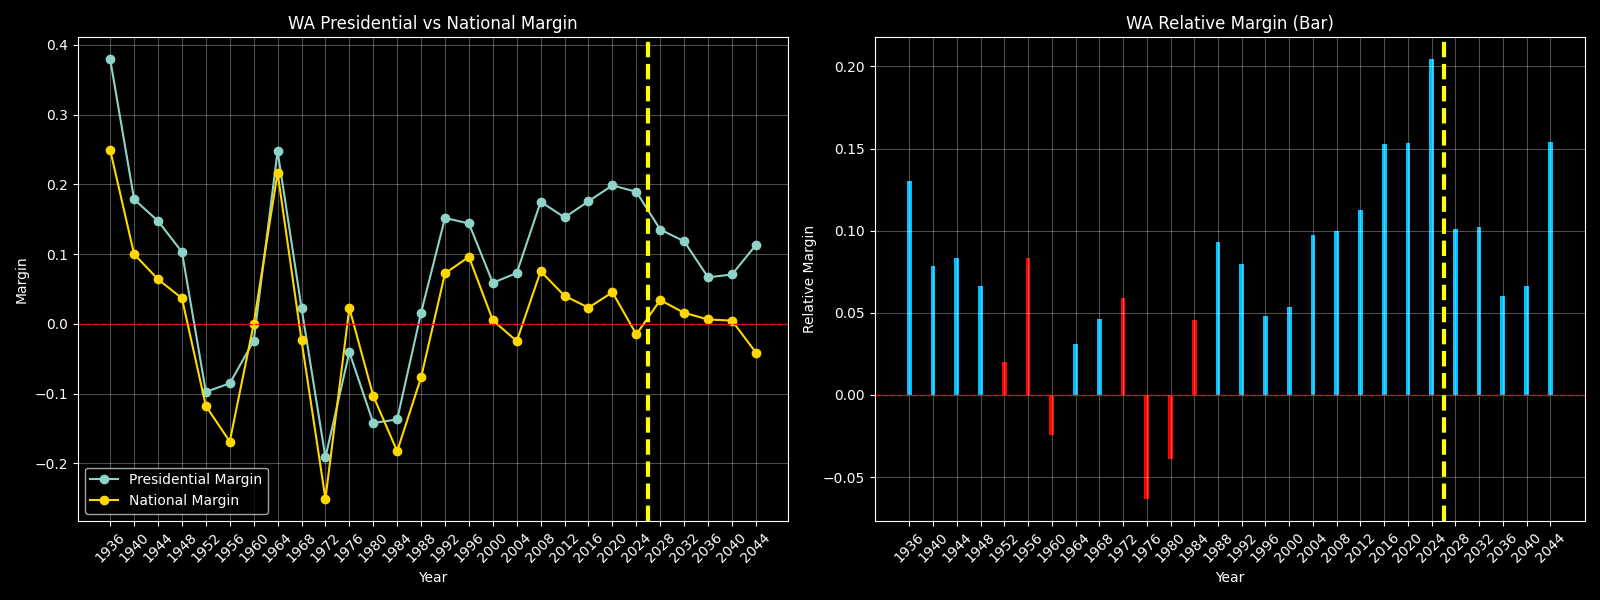 WA Presidential vs National Margin
0.4
0.3
0.2
0.1
0.0
−0.1
−0.2
Margin
Presidential Margin
National Margin
1936 1940 1944 1948 1952 1956 1960 1964 1968 1972 1976 1980 1984 1988 1992 1996 2000 2004 2008 2012 2016 2020 2024 2028 2032 2036 2040 2044
Year
WA Relative Margin (Bar)
0.20
0.15
0.10
0.05
0.00
−0.05
Relative Margin
1936 1940 1944 1948 1952 1956 1960 1964 1968 1972 1976 1980 1984 1988 1992 1996 2000 2004 2008 2012 2016 2020 2024 2028 2032 2036 2040 2044
Year